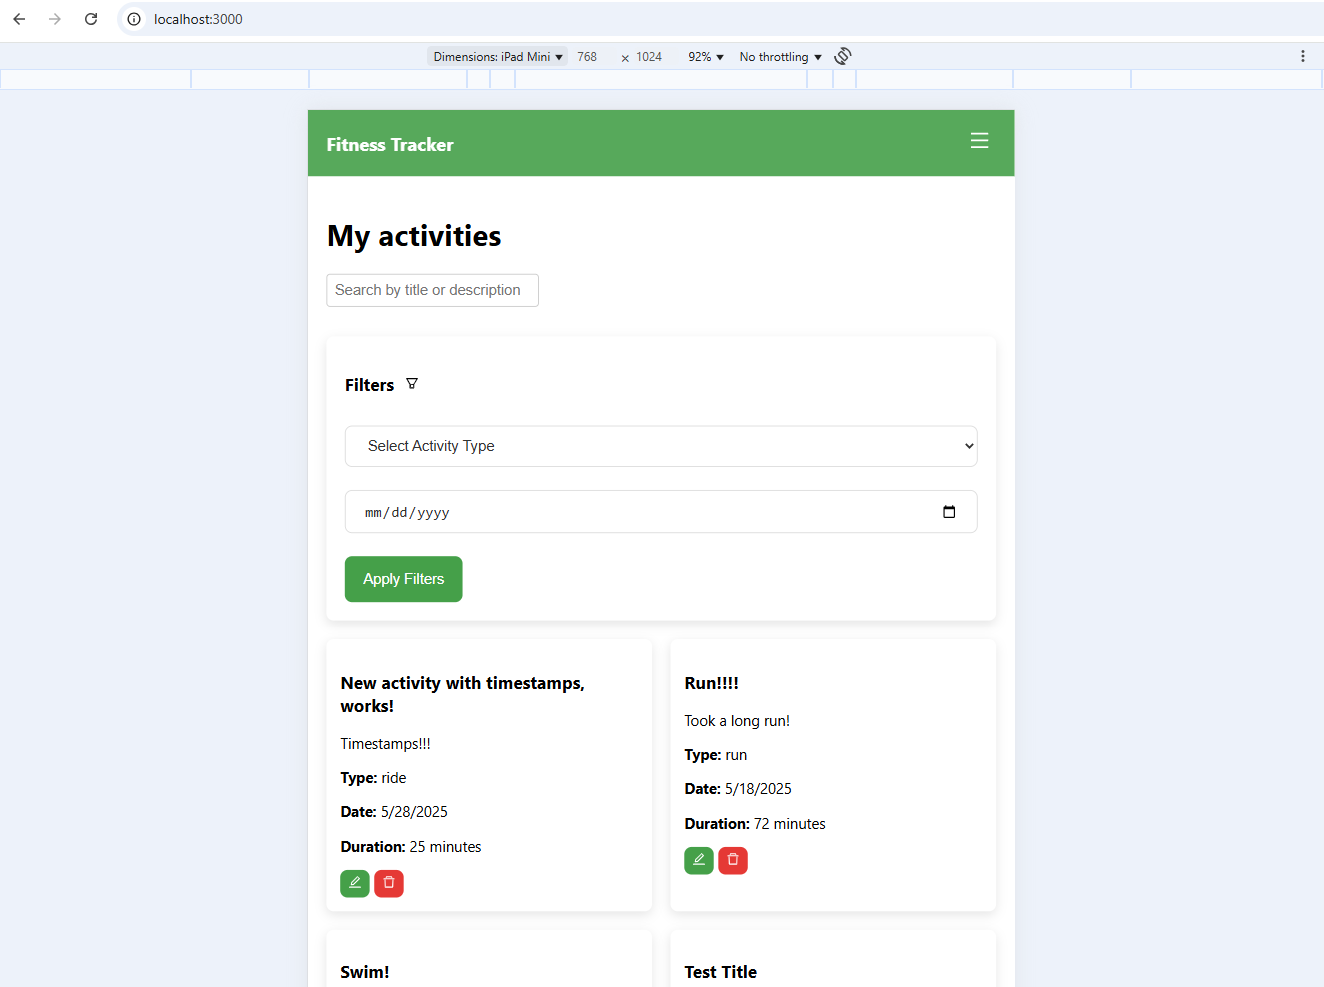 localhost:3000
Dimensions: iPad Mini 768 × 1024 92% No throttling
Fitness Tracker
My activities
Search by title or description
Filters
Select Activity Type
mm/dd/yyyy
Apply Filters
New activity with timestamps,
works!
Timestamps!!!
Type: ride
Date: 5/28/2025
Duration: 25 minutes
Run!!!!
Took a long run!
Type: run
Date: 5/18/2025
Duration: 72 minutes
Swim!
Test Title